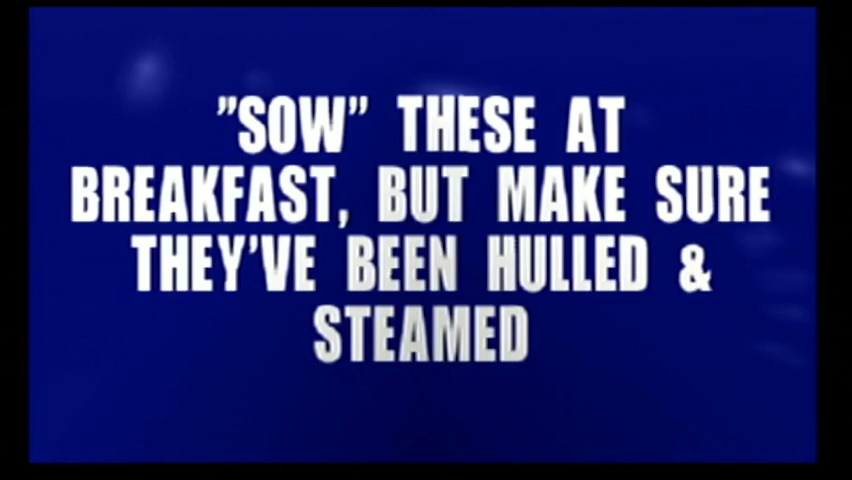 "SOW" THESE AT
BREAKFAST, BUT MAKE SURE
THEY'VE BEEN HULLED &
STEAMED